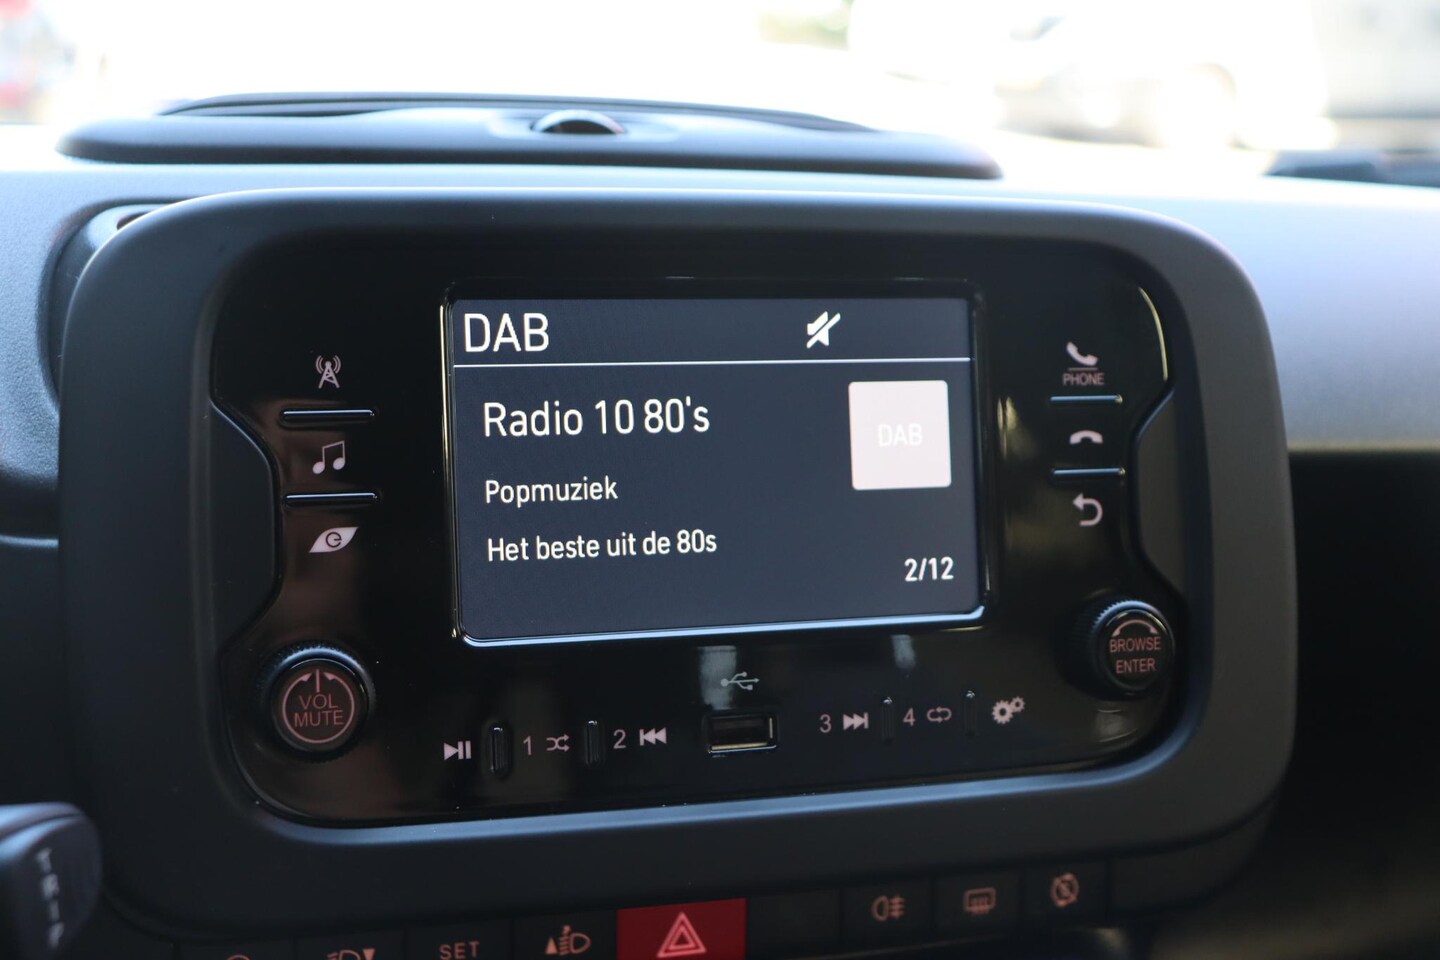 DAB
Radio 10 80's
DAB
Popmuziek
Het beste uit de 80s
2/12
PHONE
VOL
MUTE
BROWSE
ENTER
1
2
3
4
TRIP
SET